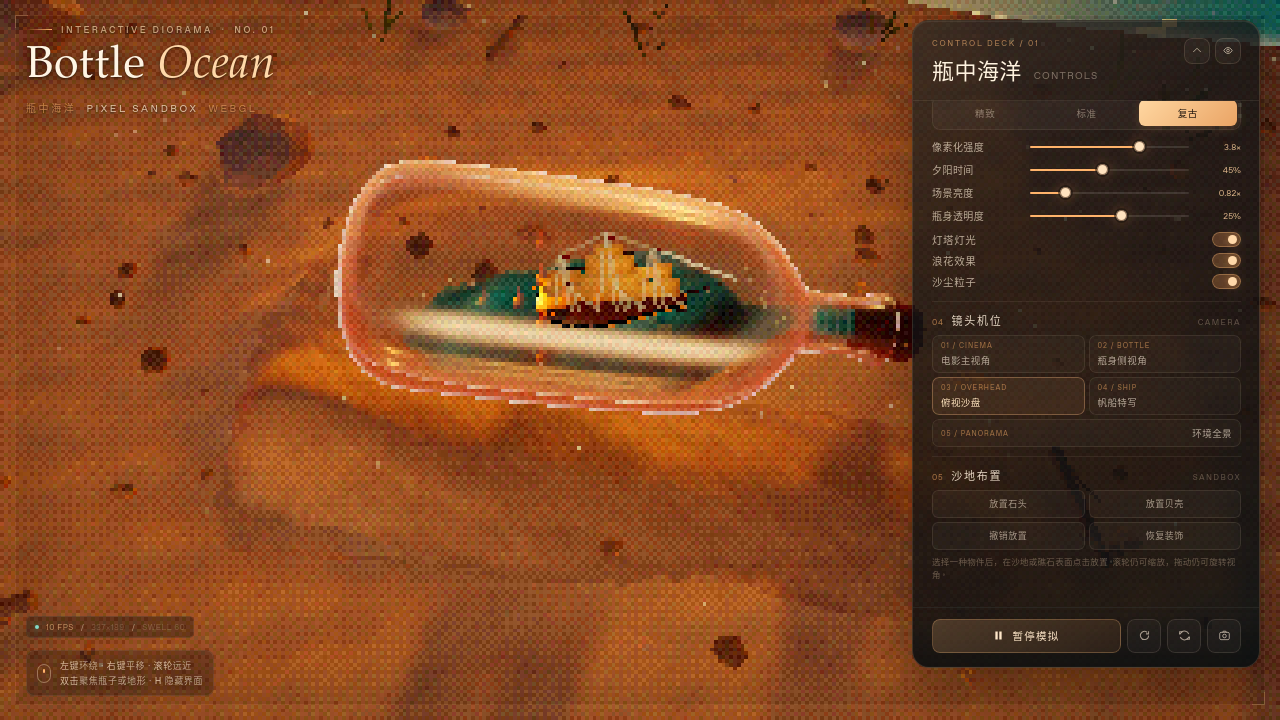 INTERACTIVE DIORAMA · NO. 01
Bottle Ocean
瓶中海洋 PIXEL SANDBOX WEBGL
CONTROL DECK / 01
瓶中海洋 CONTROLS
精致 标准 复古
像素化强度 3.8×
夕阳时间 45%
场景亮度 0.82×
瓶身透明度 25%
灯塔灯光
浪花效果
沙尘粒子
04 镜头机位 CAMERA
01 / CINEMA
电影主视角
02 / BOTTLE
瓶身侧视角
03 / OVERHEAD
俯视沙盘
04 / SHIP
帆船特写
05 / PANORAMA 环境全景
05 沙地布置 SANDBOX
放置石头 放置贝壳
撤销放置 恢复装饰
选择一种物件后，在沙地或礁石表面点击放置·滚轮仍可缩放，拖动仍可旋转视
角·
暂停模拟
10 FPS / / SWELL
左键环绕 · 右键平移 · 滚轮远近
双击聚焦瓶子或地形 · H 隐藏界面